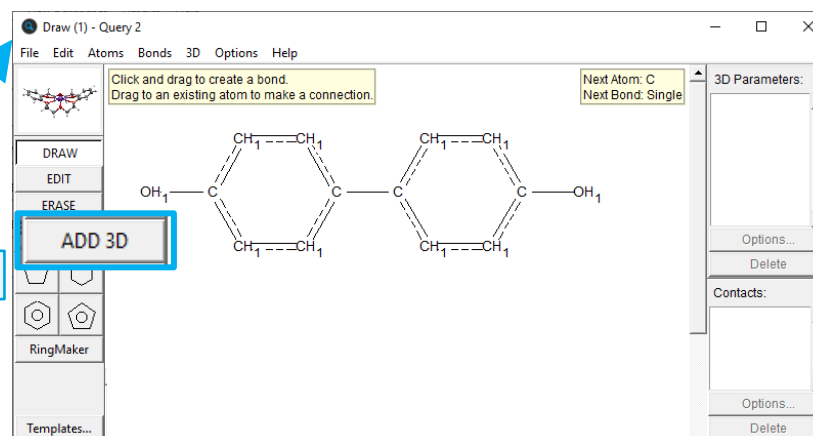 Draw (1) - Query 2
File Edit Atoms Bonds 3D Options Help
Click and drag to create a bond.
Drag to an existing atom to make a connection.
Next Atom: C
Next Bond: Single
3D Parameters:
DRAW
EDIT
ERASE
ADD 3D
RingMaker
Templates...
CH1 CH1 CH1 CH1
OH1 C C C C OH1
CH1 CH1 CH1 CH1
Options...
Delete
Contacts:
Options...
Delete